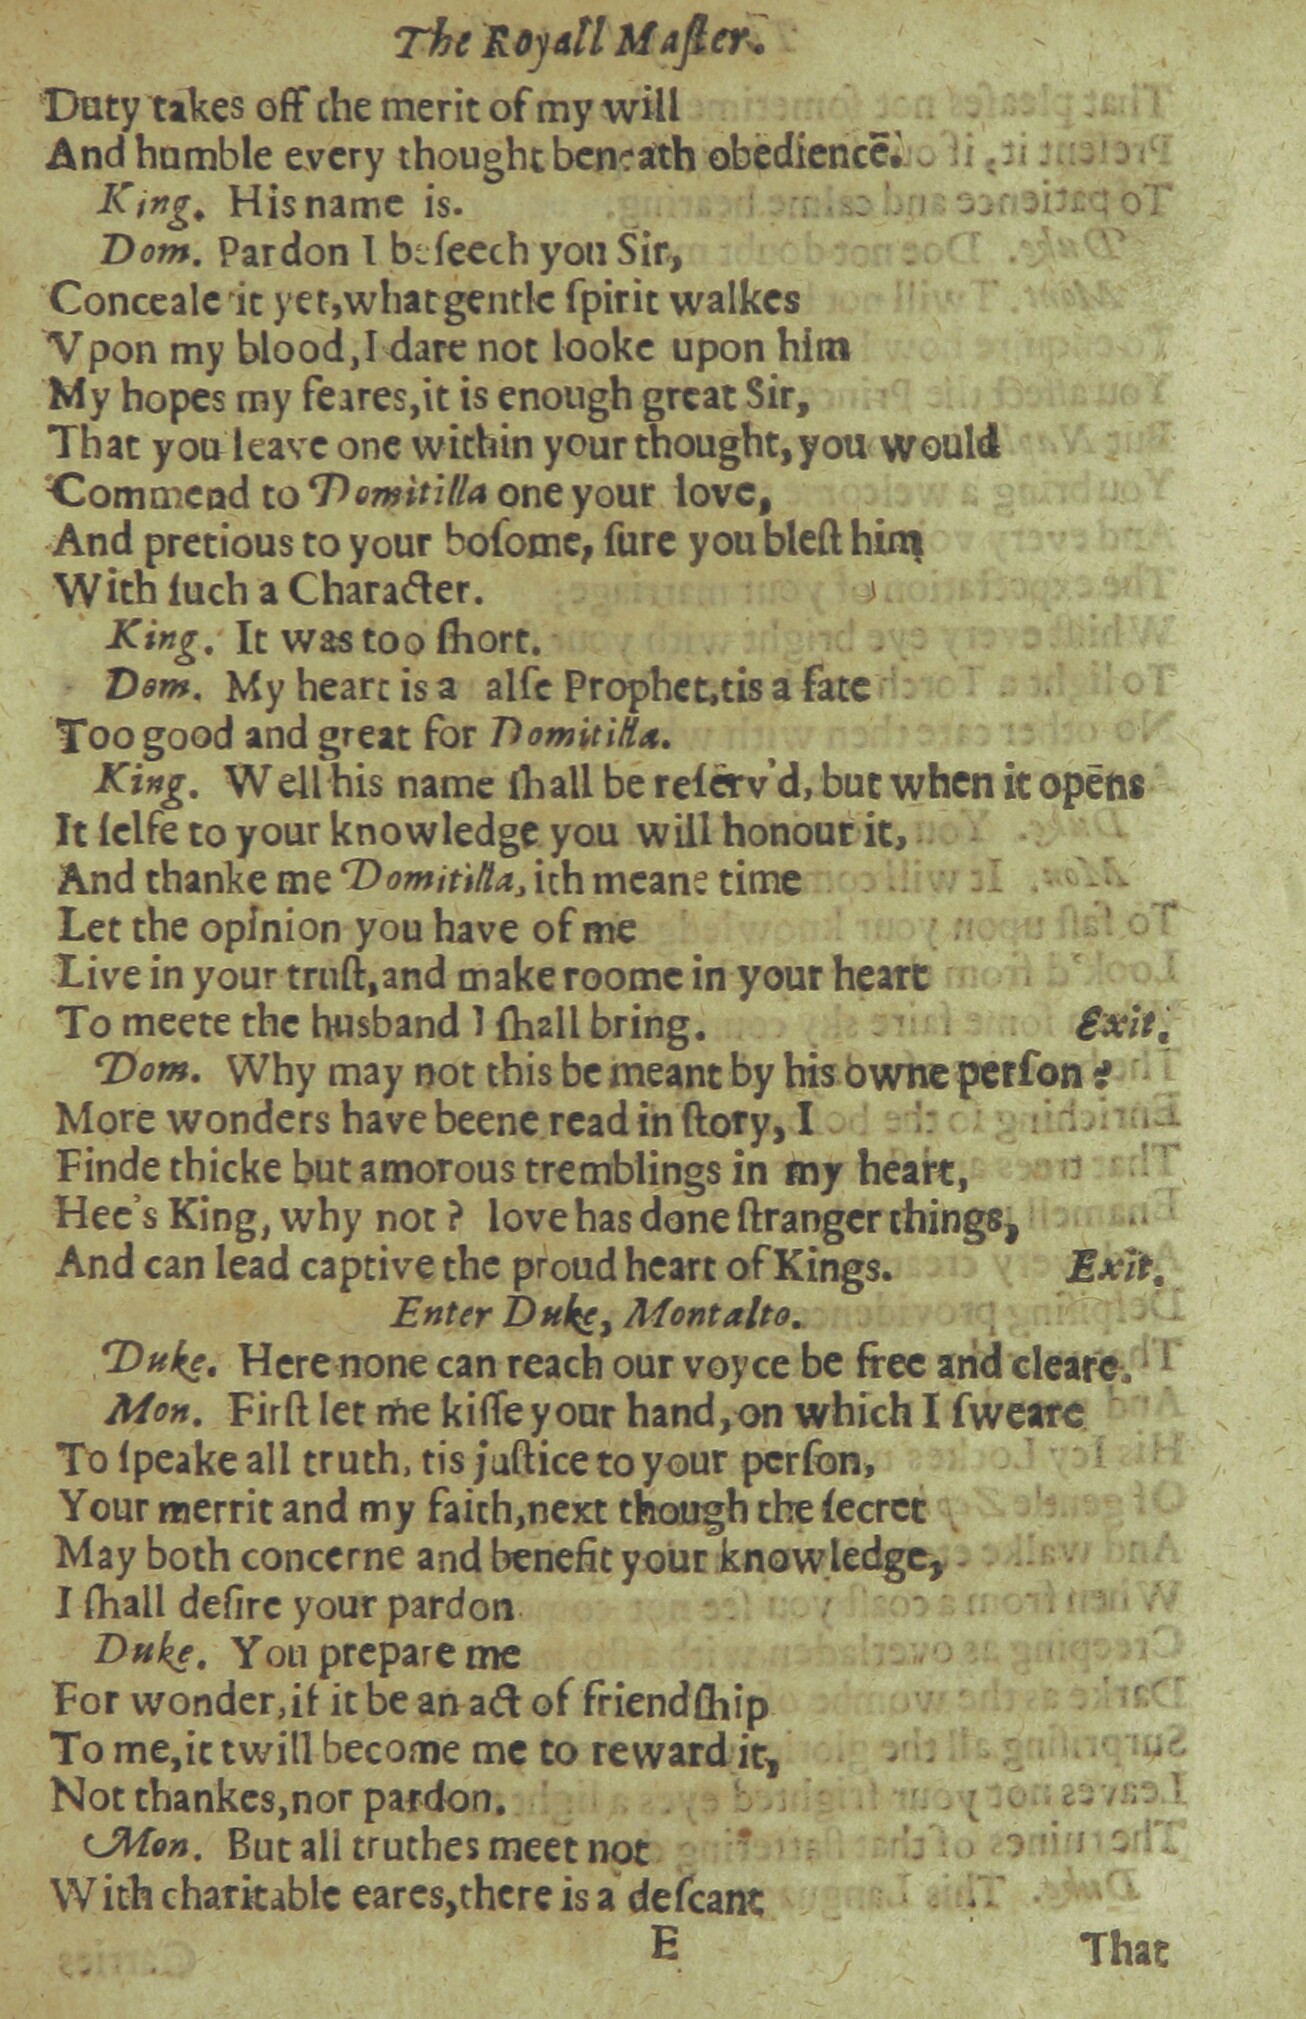 The Royall Maſter.
Duty takes off the merit of my will
And humble every thought beneath obedience.
King. His name is.
Dom. Pardon I beſeech you Sir,
Conceale it yet, what gentle ſpirit walkes
Vpon my blood, I dare not looke upon him
My hopes my feares, it is enough great Sir,
That you leave one within your thought, you would
Commend to Domitilla one your love,
And pretious to your boſome, ſure you bleſt him
With ſuch a Character.
King. It was too ſhort.
Dom. My heart is a alſe Prophet, tis a fate
Too good and great for Domitilla.
King. Well his name ſhall be reſerv'd, but when it opens
It ſelfe to your knowledge you will honour it,
And thanke me Domitilla, ith meane time
Let the opinion you have of me
Live in your truſt, and make roome in your heart
To meete the husband I ſhall bring. Exit.
Dom. Why may not this be meant by his owne perſon?
More wonders have beene read in ſtory, I
Finde thicke but amorous tremblings in my heart,
Hee's King, why not? love has done ſtranger things,
And can lead captive the proud heart of Kings. Exit.
Enter Duke, Montalto.
Duke. Here none can reach our voyce be free and cleare.
Mon. Firſt let me kiſſe your hand, on which I ſweare
To ſpeake all truth, tis juſtice to your perſon,
Your merrit and my faith, next though the ſecret
May both concerne and benefit your knowledge,
I ſhall deſire your pardon
Duke. You prepare me
For wonder, if it be an act of friendſhip
To me, it twill become me to reward it,
Not thankes, nor pardon.
Mon. But all truthes meet not
With charitable eares, there is a deſcant
E
That